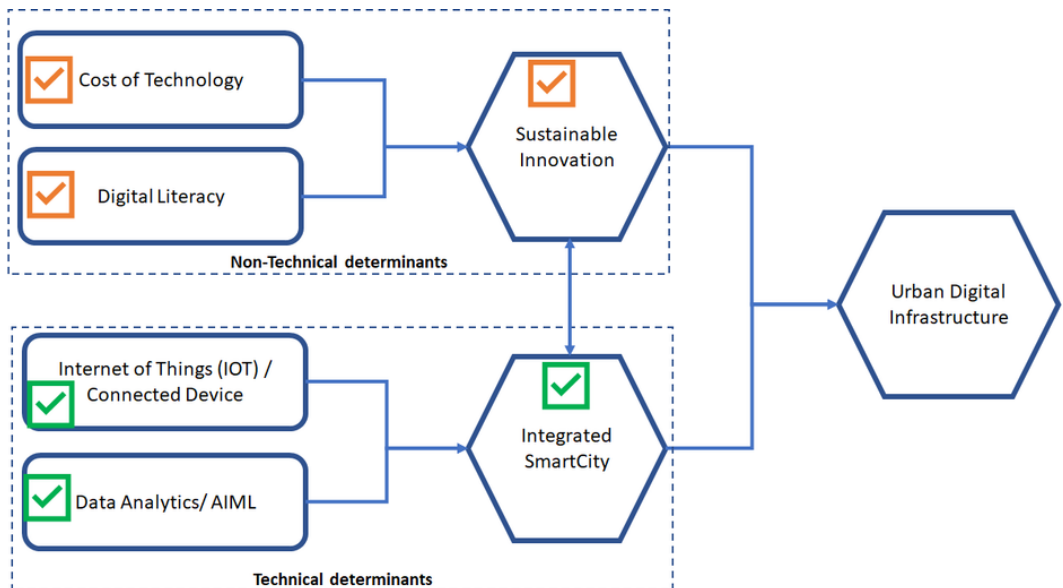 Cost of Technology
Digital Literacy
Sustainable
Innovation
Non-Technical determinants
Internet of Things (IOT) /
Connected Device
Data Analytics/ AIML
Integrated
SmartCity
Technical determinants
Urban Digital
Infrastructure